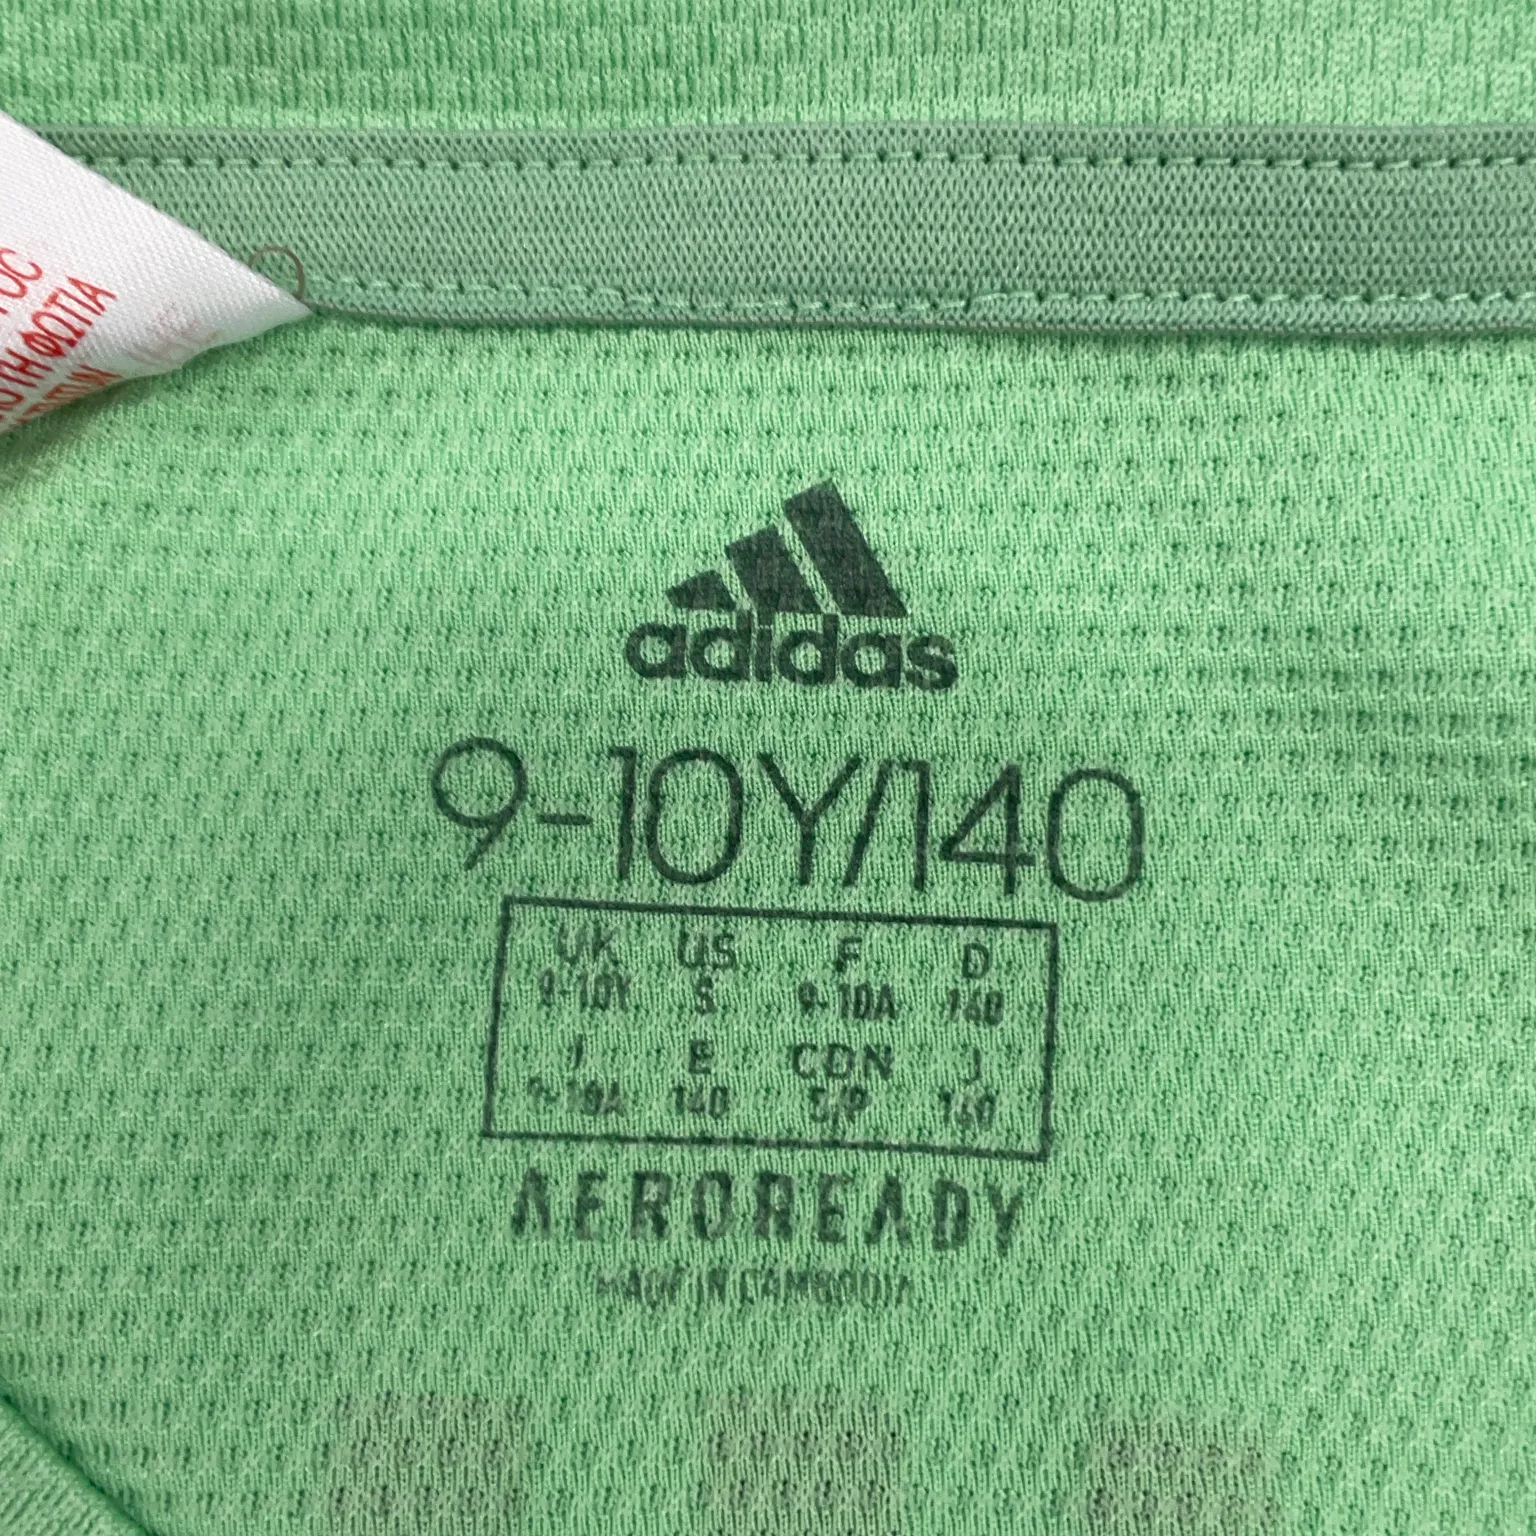 ΦΩΤΙΑ
adidas
9-10Y/140
UK US F D
9-10Y S 9-10A 140
I E CDN J
9-10A 140 S/P 140
AEROREADY
MADE IN CAMBODIA